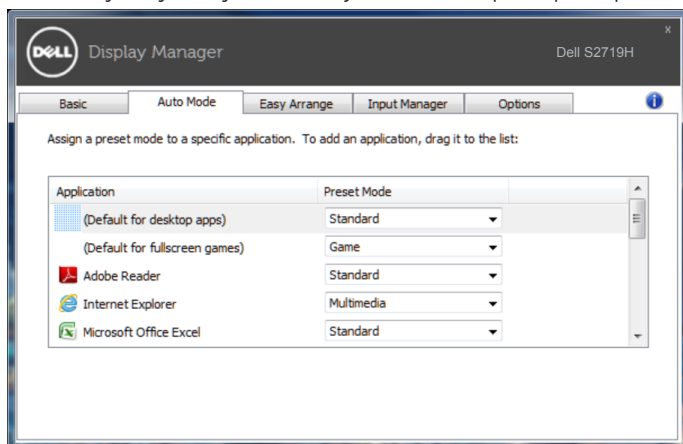 DELL
Display Manager
Dell S2719H
x
Basic
Auto Mode
Easy Arrange
Input Manager
Options
Assign a preset mode to a specific application. To add an application, drag it to the list:
Application Preset Mode
(Default for desktop apps) Standard
(Default for fullscreen games) Game
Adobe Reader Standard
Internet Explorer Multimedia
Microsoft Office Excel Standard